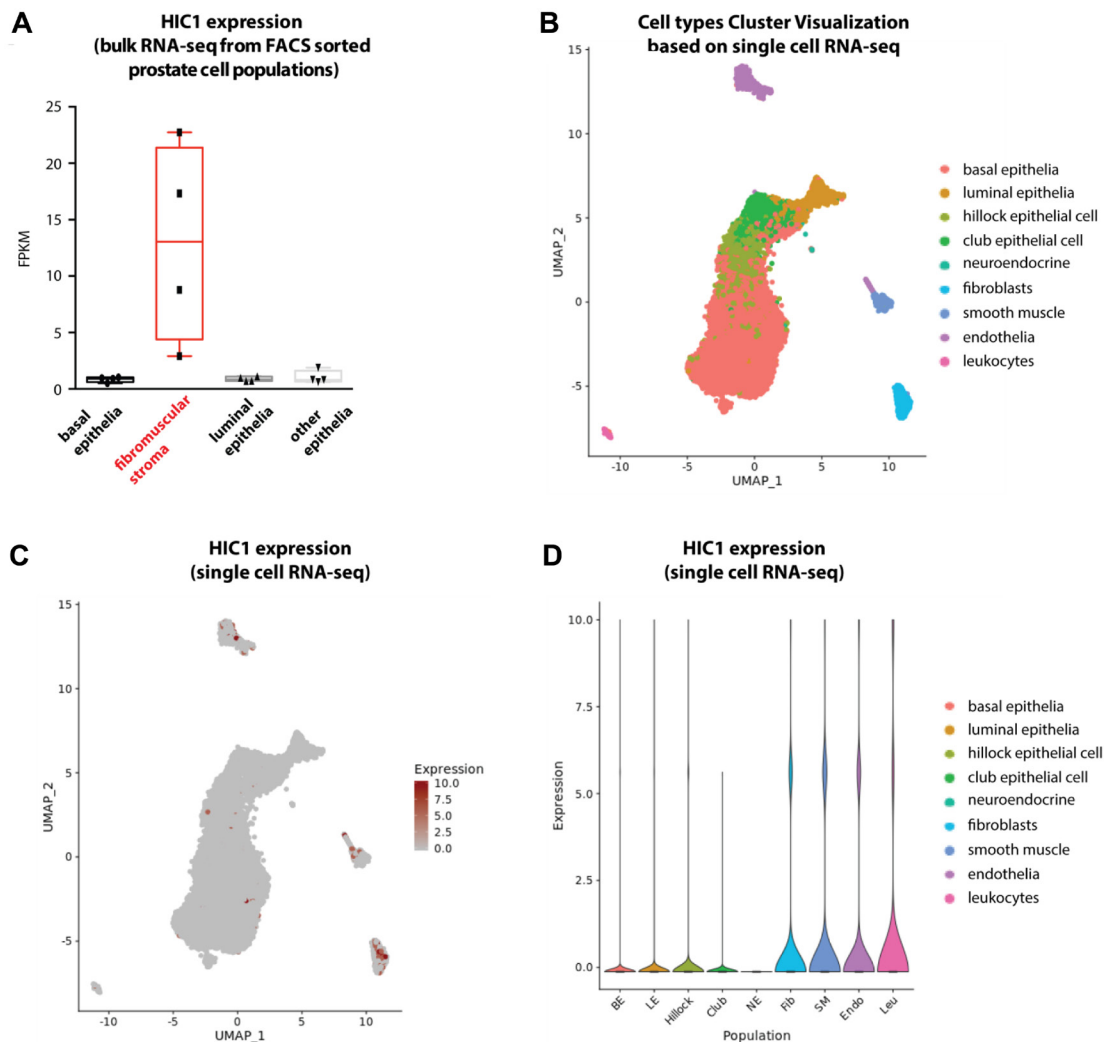 A
HIC1 expression
(bulk RNA-seq from FACS sorted
prostate cell populations)
25
20
15
10
5
0
FPKM
basal
epithelia
fibromuscular
stroma
luminal
epithelia
other
epithelia
B
Cell types Cluster Visualization
based on single cell RNA-seq
15
10
5
0
-5
UMAP_2
-10
-5
0
5
10
UMAP_1
basal epithelia
luminal epithelia
hillock epithelial cell
club epithelial cell
neuroendocrine
fibroblasts
smooth muscle
endothelia
leukocytes
C
HIC1 expression
(single cell RNA-seq)
15
10
5
0
-5
UMAP_2
-10
-5
0
5
10
UMAP_1
Expression
10.0
7.5
5.0
2.5
0.0
D
HIC1 expression
(single cell RNA-seq)
10.0
7.5
5.0
2.5
0.0
Expression
BE
LE
Hillock
Club
NE
Fib
SM
Endo
Leu
Population
basal epithelia
luminal epithelia
hillock epithelial cell
club epithelial cell
neuroendocrine
fibroblasts
smooth muscle
endothelia
leukocytes